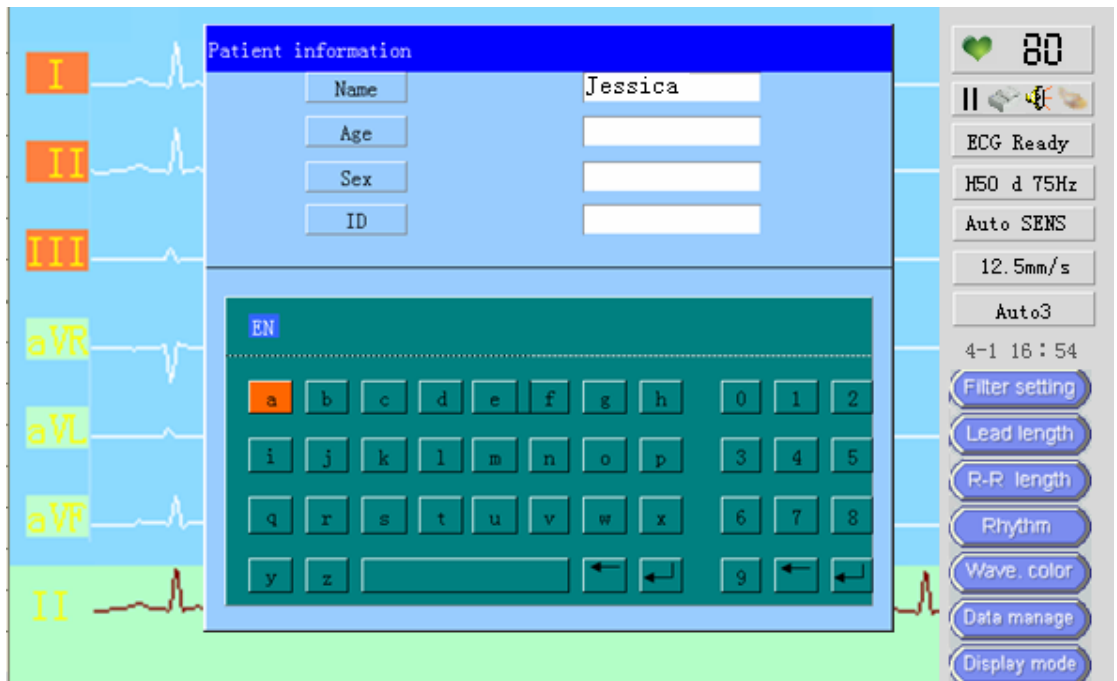 I
II
III
aVR
aVL
aVF
II
Patient information
Name Jessica
Age
Sex
ID
EN
a b c d e f g h 0 1 2
i j k l m n o p 3 4 5
q r s t u v w x 6 7 8
y z 9
80
ECG Ready
H50 d 75Hz
Auto SENS
12.5mm/s
Auto3
4-1 16:54
Filter setting
Lead length
R-R length
Rhythm
Wave. color
Data manage
Display mode